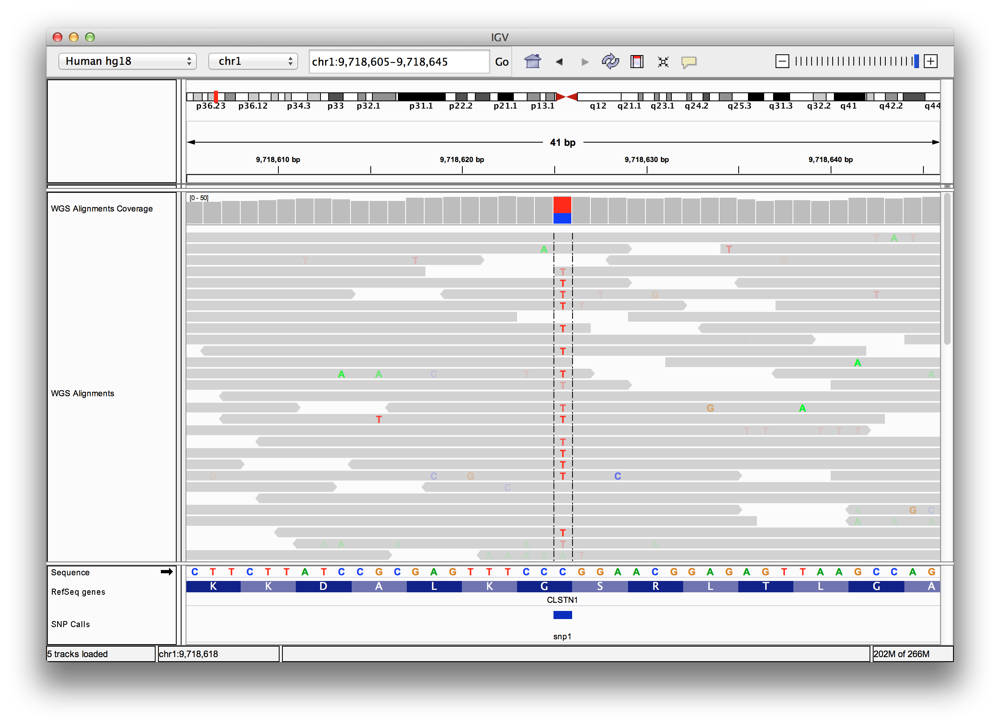 IGV
Human hg18 chr1 chr1:9,718,605-9,718,645 Go
p36.23 p36.12 p34.3 p33 p32.1 p31.1 p22.2 p21.1 p13.1 q12 q21.1 q23.1 q24.2 q25.3 q31.3 q32.2 q41 q42.2 q44
41 bp
9,718,610 bp 9,718,620 bp 9,718,630 bp 9,718,640 bp
[0 - 50]
WGS Alignments Coverage
T A T
A T
T T G
T
T
T T G T
T T
T
T
A
A A C T T A
T
WGS Alignments
T G A
T T
T T T T T
T
T
T
G C G T C
C
A G C
A A A
T
A A A A T A
A A A A A T
Sequence C T T C T T A T C C G C G A G T T T C C C G G A A C G G A G A G T T A A G C C A G
RefSeq genes K K D A L K G S R L T L G A
CLSTN1
SNP Calls
snp1
5 tracks loaded chr1:9,718,618 202M of 266M